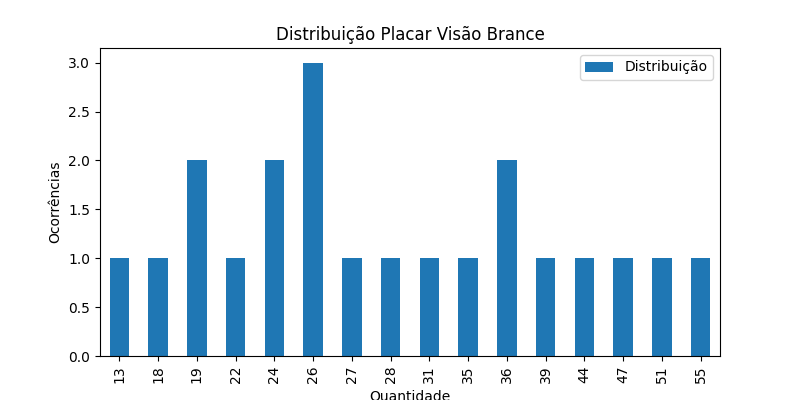 Distribuição Placar Visão Brance
Distribuição
Ocorrências
3.0
2.5
2.0
1.5
1.0
0.5
0.0
13 18 19 22 24 26 27 28 31 35 36 39 44 47 51 55
Quantidade